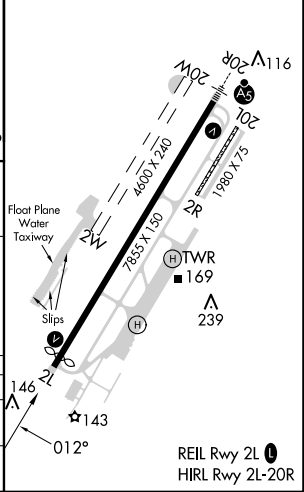 20R
116
20W
A5
V
20L
4600 X 240
1980 X 75
Float Plane
Water
Taxiway
2W
7855 X 150
2R
H TWR
169
239
Slips
H
V
2L
146
143
012°
REIL Rwy 2L L
HIRL Rwy 2L-20R